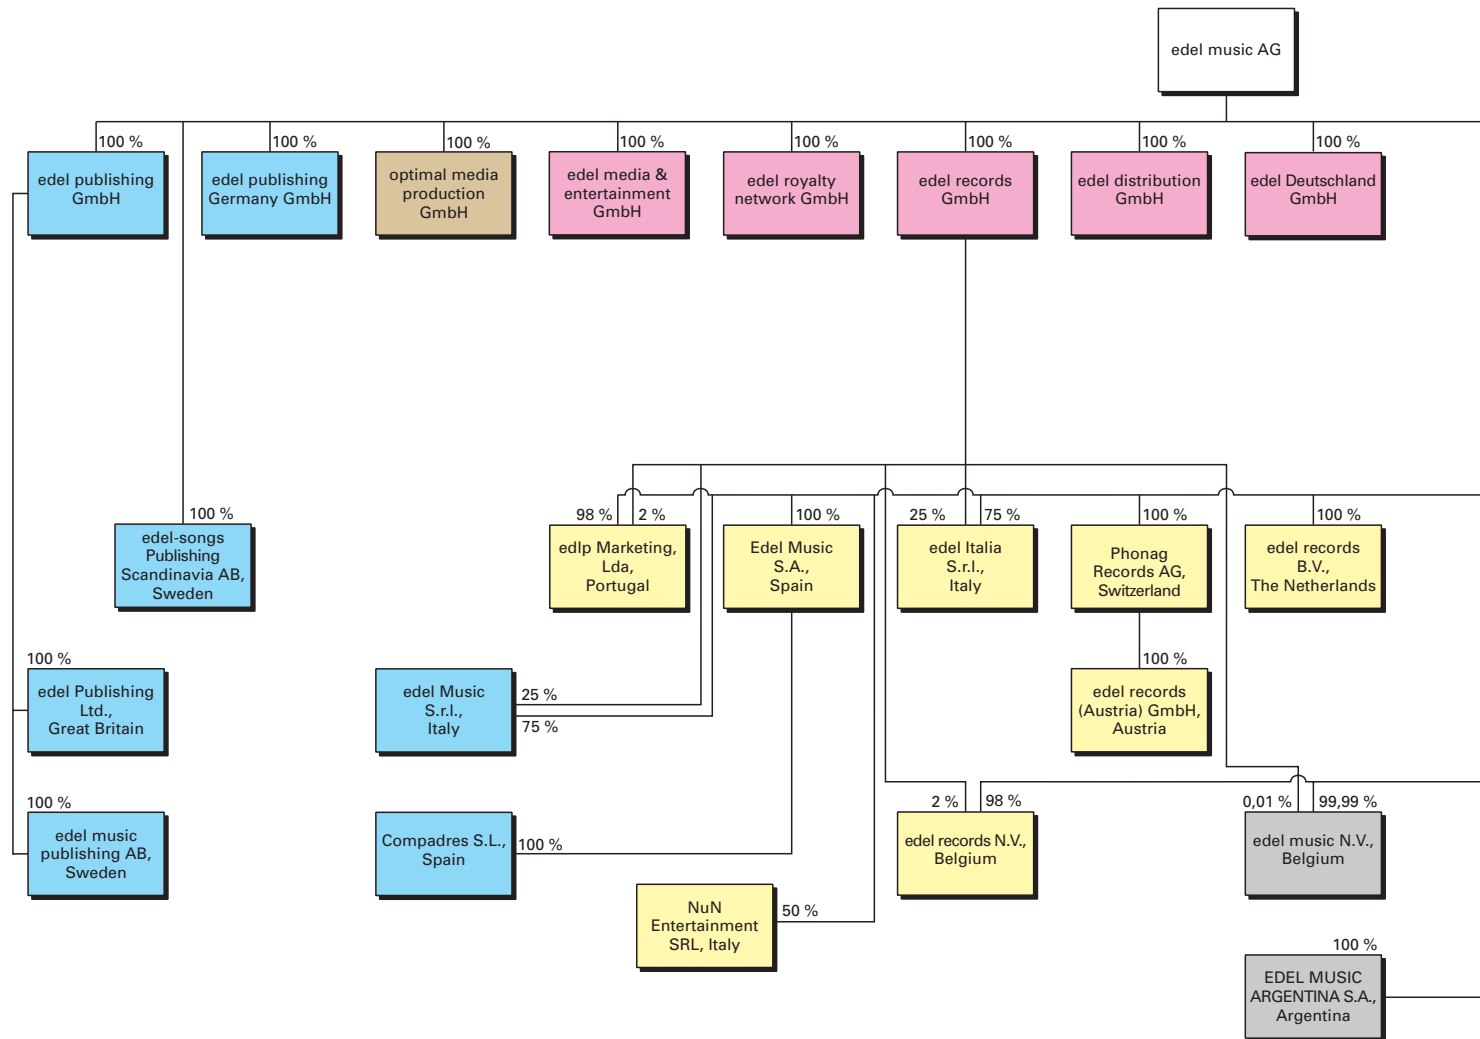 edel music AG
100 %
100 %
100 %
100 %
100 %
100 %
100 %
100 %
edel publishing
GmbH
edel publishing
Germany GmbH
optimal media
production
GmbH
edel media &
entertainment
GmbH
edel royalty
network GmbH
edel records
GmbH
edel distribution
GmbH
edel Deutschland
GmbH
100 %
edel-songs
Publishing
Scandinavia AB,
Sweden
98 %
2 %
edlp Marketing,
Lda,
Portugal
100 %
Edel Music
S.A.,
Spain
25 %
75 %
edel Italia
S.r.l.,
Italy
100 %
Phonag
Records AG,
Switzerland
100 %
edel records
B.V.,
The Netherlands
100 %
edel Publishing
Ltd.,
Great Britain
edel Music
S.r.l.,
Italy
25 %
75 %
100 %
edel records
(Austria) GmbH,
Austria
100 %
edel music
publishing AB,
Sweden
Compadres S.L.,
Spain
100 %
2 %
98 %
edel records N.V.,
Belgium
0,01 %
99,99 %
edel music N.V.,
Belgium
NuN
Entertainment
SRL, Italy
50 %
100 %
EDEL MUSIC
ARGENTINA S.A.,
Argentina